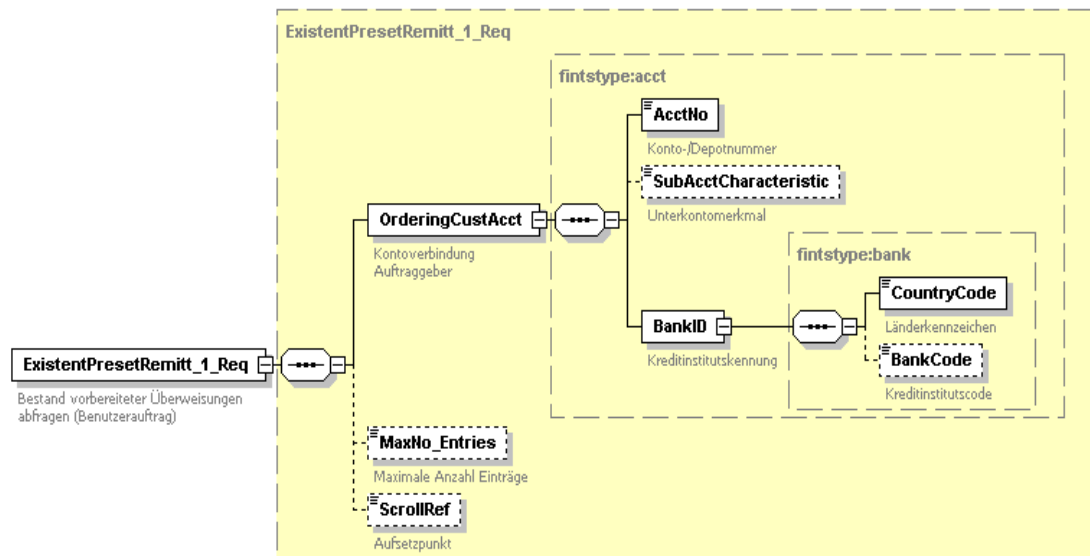 ExistentPresetRemitt_1_Req
fintstype:acct
AcctNo
Konto-/Depotnummer
SubAcctCharacteristic
Unterkontomerkmal
OrderingCustAcct
Kontoverbindung
Auftraggeber
fintstype:bank
CountryCode
Länderkennzeichen
BankID
Kreditinstitutskennung
BankCode
Kreditinstitutscode
ExistentPresetRemitt_1_Req
Bestand vorbereiteter Überweisungen
abfragen (Benutzerauftrag)
MaxNo_Entries
Maximale Anzahl Einträge
ScrollRef
Aufsetzpunkt